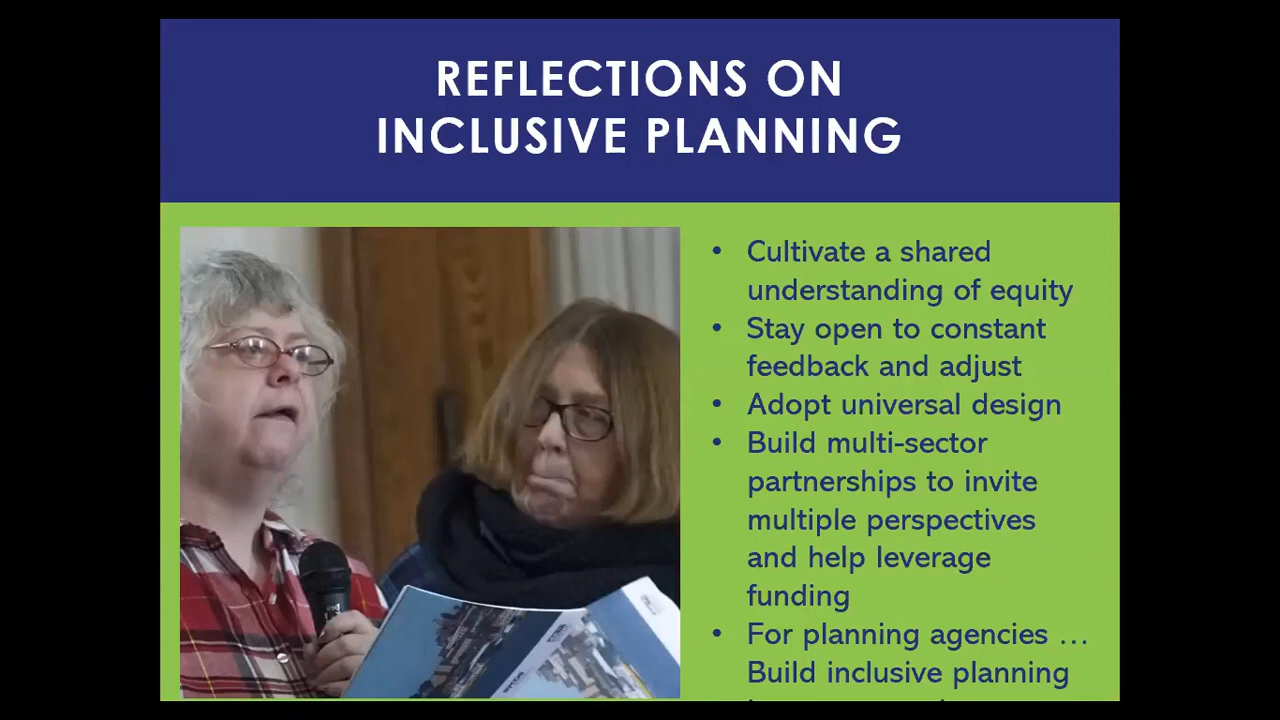 REFLECTIONS ON
INCLUSIVE PLANNING
• Cultivate a shared
understanding of equity
• Stay open to constant
feedback and adjust
• Adopt universal design
• Build multi-sector
partnerships to invite
multiple perspectives
and help leverage
funding
• For planning agencies …
Build inclusive planning